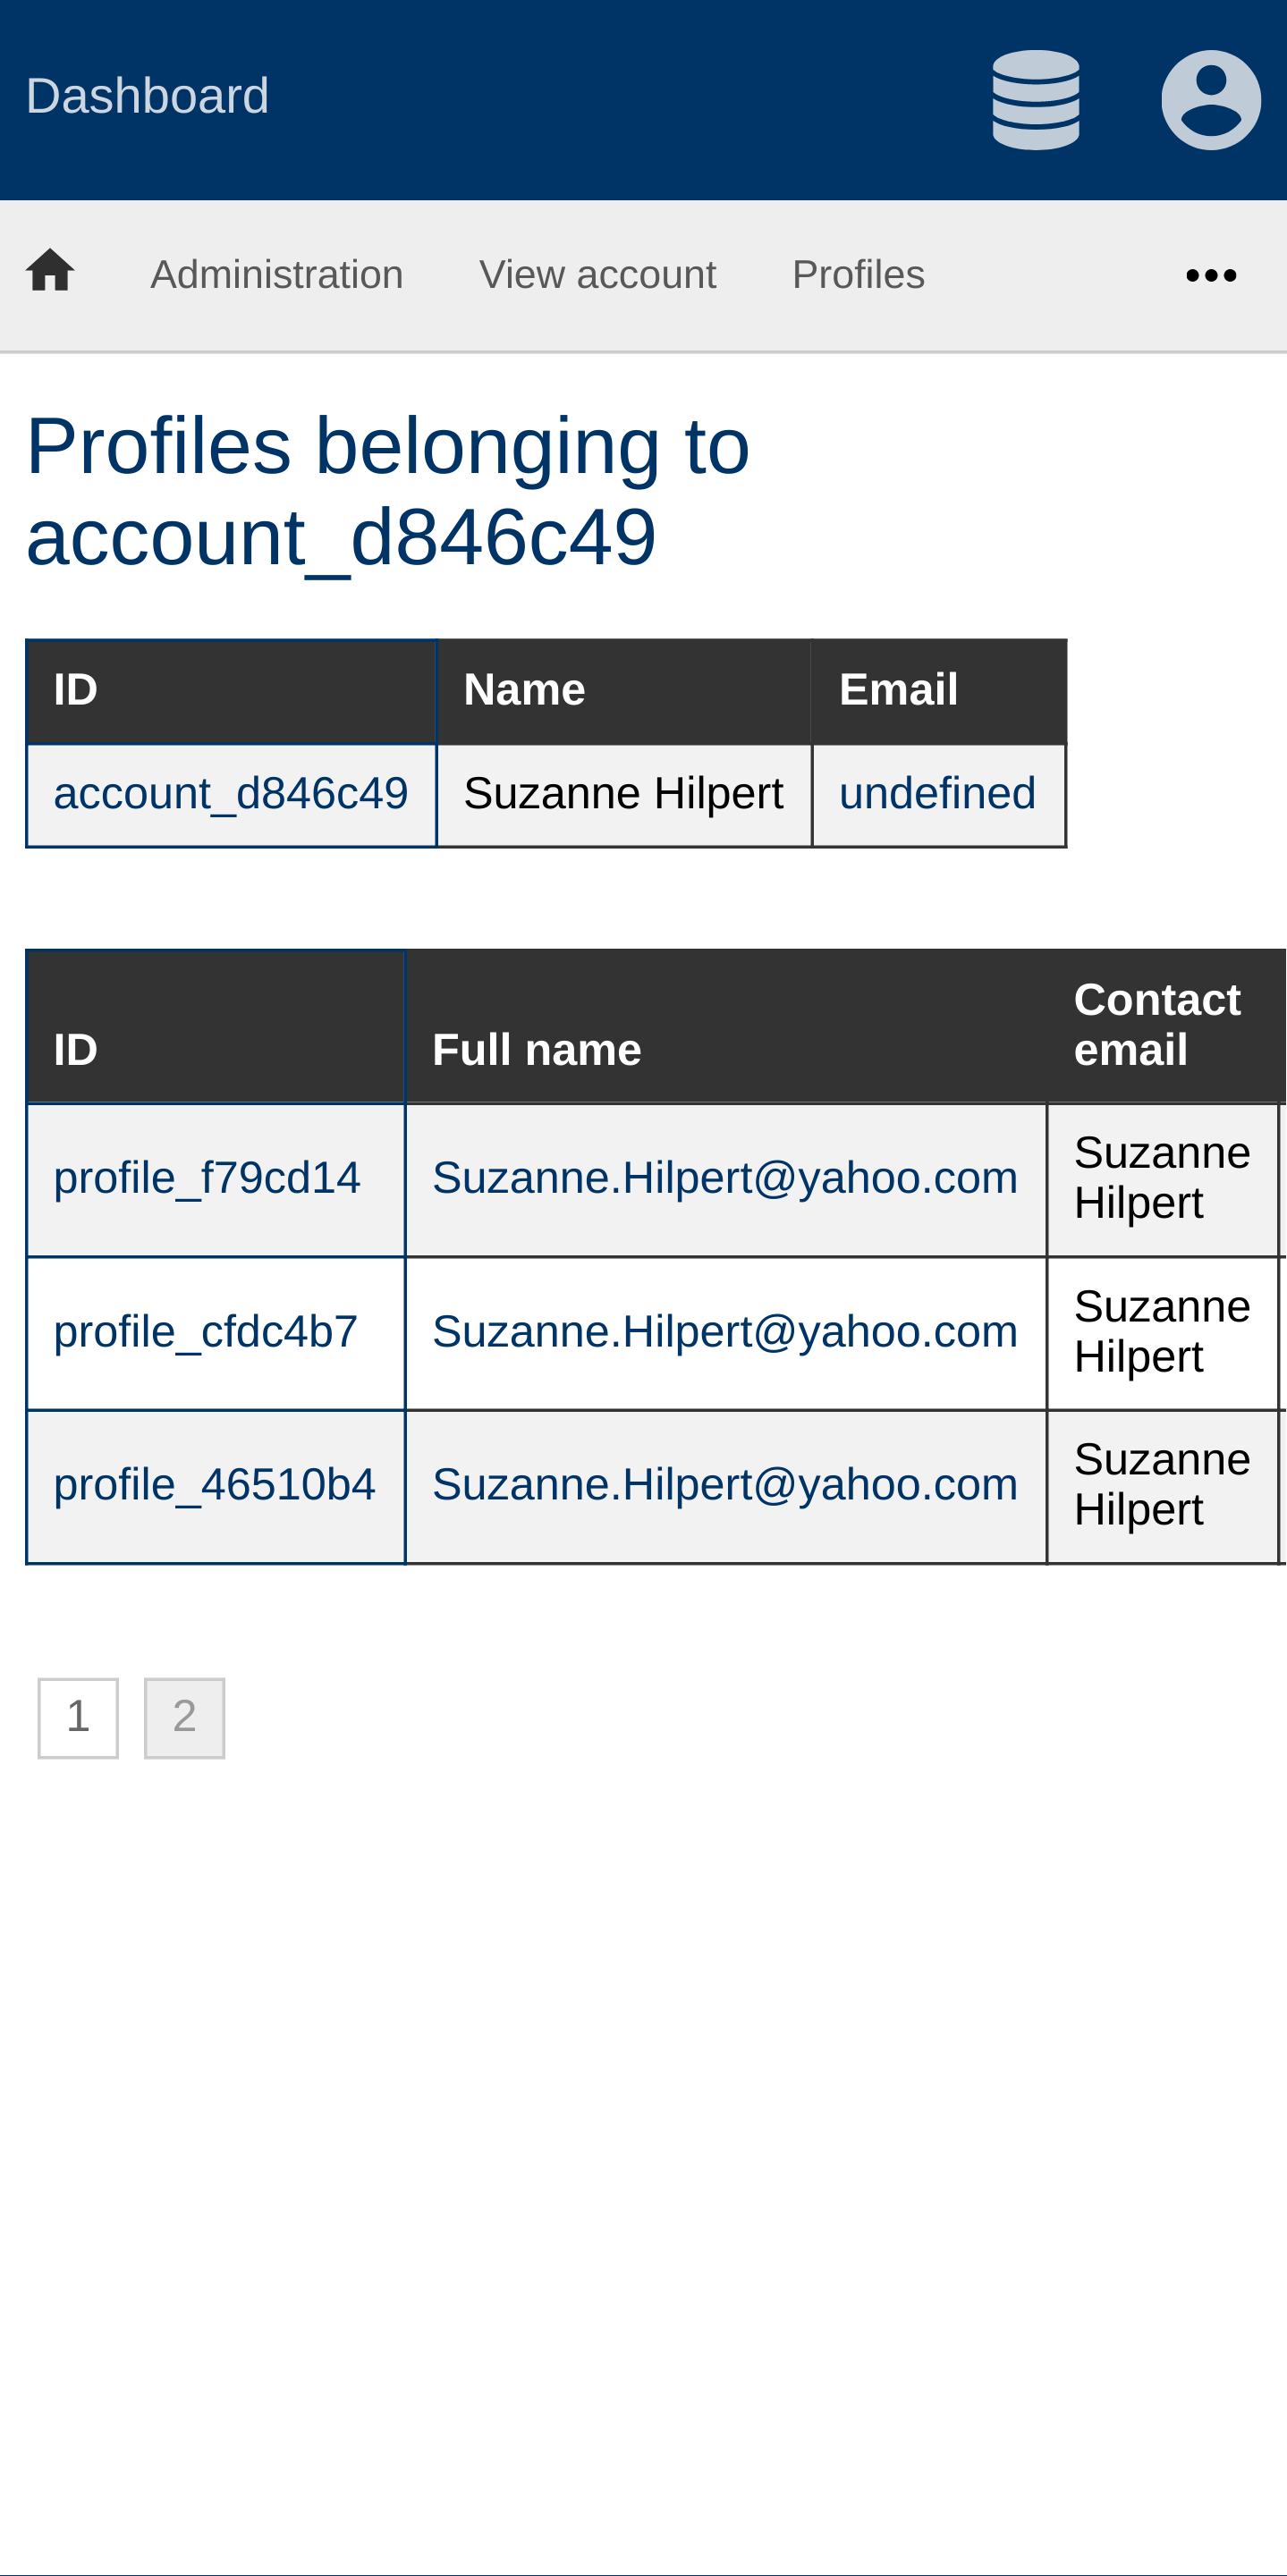 Dashboard
Administration View account Profiles
Profiles belonging to
account_d846c49
ID Name Email
account_d846c49 Suzanne Hilpert undefined
ID Full name Contact email
profile_f79cd14 Suzanne.Hilpert@yahoo.com Suzanne Hilpert
profile_cfdc4b7 Suzanne.Hilpert@yahoo.com Suzanne Hilpert
profile_46510b4 Suzanne.Hilpert@yahoo.com Suzanne Hilpert
1 2